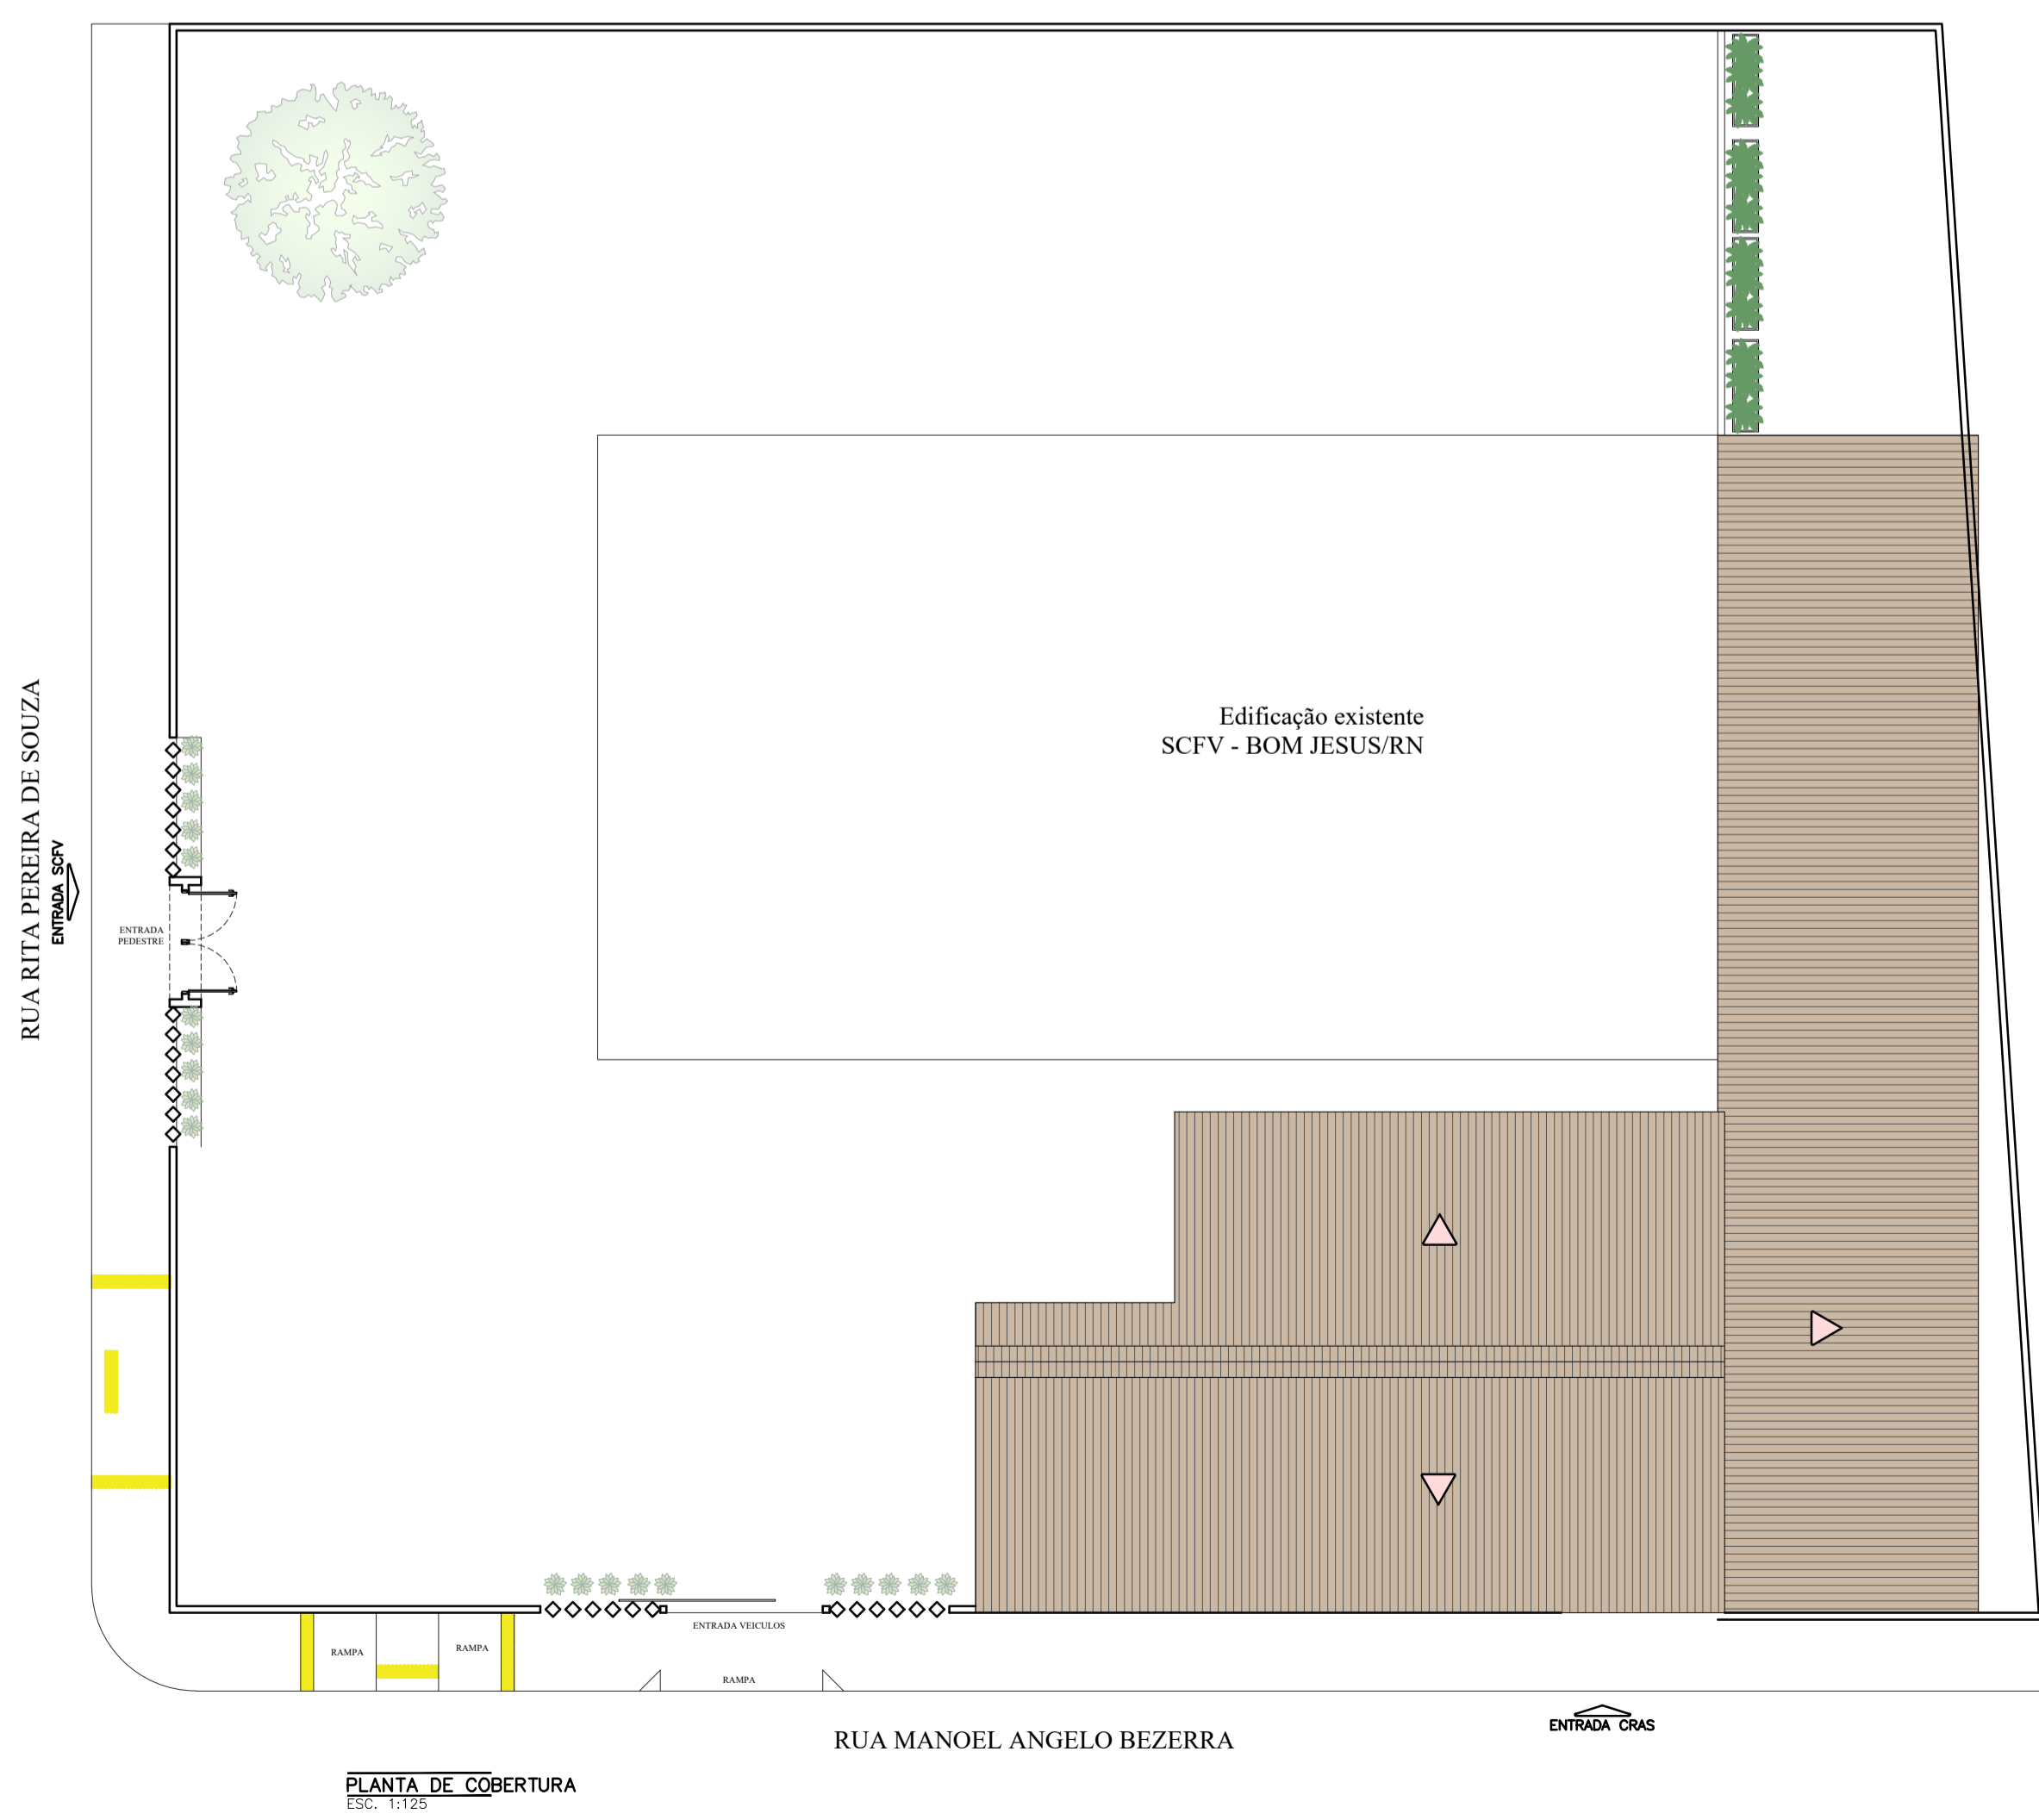 Edificação existente
SCFV - BOM JESUS/RN
RUA RITA PEREIRA DE SOUZA
ENTRADA SCFV
ENTRADA
PEDESTRE
ENTRADA VEICULOS
RAMPA
RAMPA
RAMPA
ENTRADA CRAS
RUA MANOEL ANGELO BEZERRA
PLANTA DE COBERTURA
ESC. 1:125